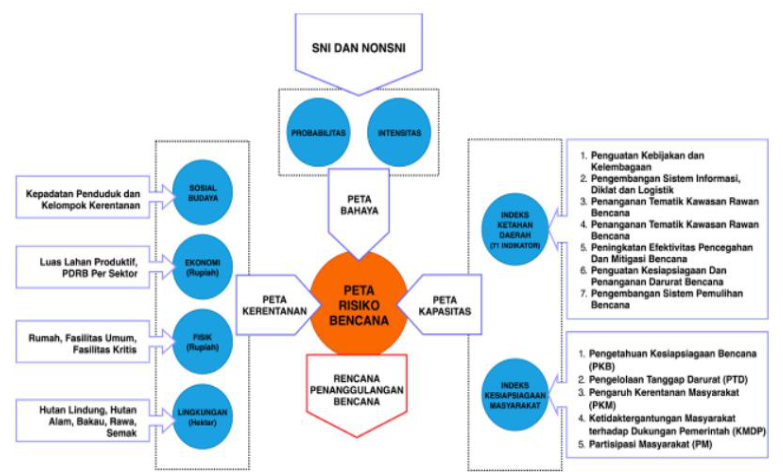 SNI DAN NONSNI
PROBABILITAS
INTENSITAS
PETA
BAHAYA
Kepadatan Penduduk dan
Kelompok Kerentanan
SOSIAL
BUDAYA
Luas Lahan Produktif,
PDRB Per Sektor
EKONOMI
(Rupiah)
Rumah, Fasilitas Umum,
Fasilitas Kritis
FISIK
(Rupiah)
Hutan Lindung, Hutan
Alam, Bakau, Rawa,
Semak
LINGKUNGAN
(Hektar)
PETA
KERENTANAN
PETA
RISIKO
BENCANA
PETA
KAPASITAS
RENCANA
PENANGGULANGAN
BENCANA
INDEKS
KETAHAN
DAERAH
(71 INDIKATOR)
1. Penguatan Kebijakan dan
Kelembagaan
2. Pengembangan Sistem Informasi,
Diklat dan Logistik
3. Penanganan Tematik Kawasan Rawan
Bencana
4. Penanganan Tematik Kawasan Rawan
Bencana
5. Peningkatan Efektivitas Pencegahan
Dan Mitigasi Bencana
6. Penguatan Kesiapsiagaan Dan
Penanganan Darurat Bencana
7. Pengembangan Sistem Pemulihan
Bencana
INDEKS
KESIAPSIAGAAN
MASYARAKAT
1. Pengetahuan Kesiapsiagaan Bencana
(PKB)
2. Pengelolaan Tanggap Darurat (PTD)
3. Pengaruh Kerentanan Masyarakat
(PKM)
4. Ketidaktergantungan Masyarakat
terhadap Dukungan Pemerintah (KMDP)
5. Partisipasi Masyarakat (PM)